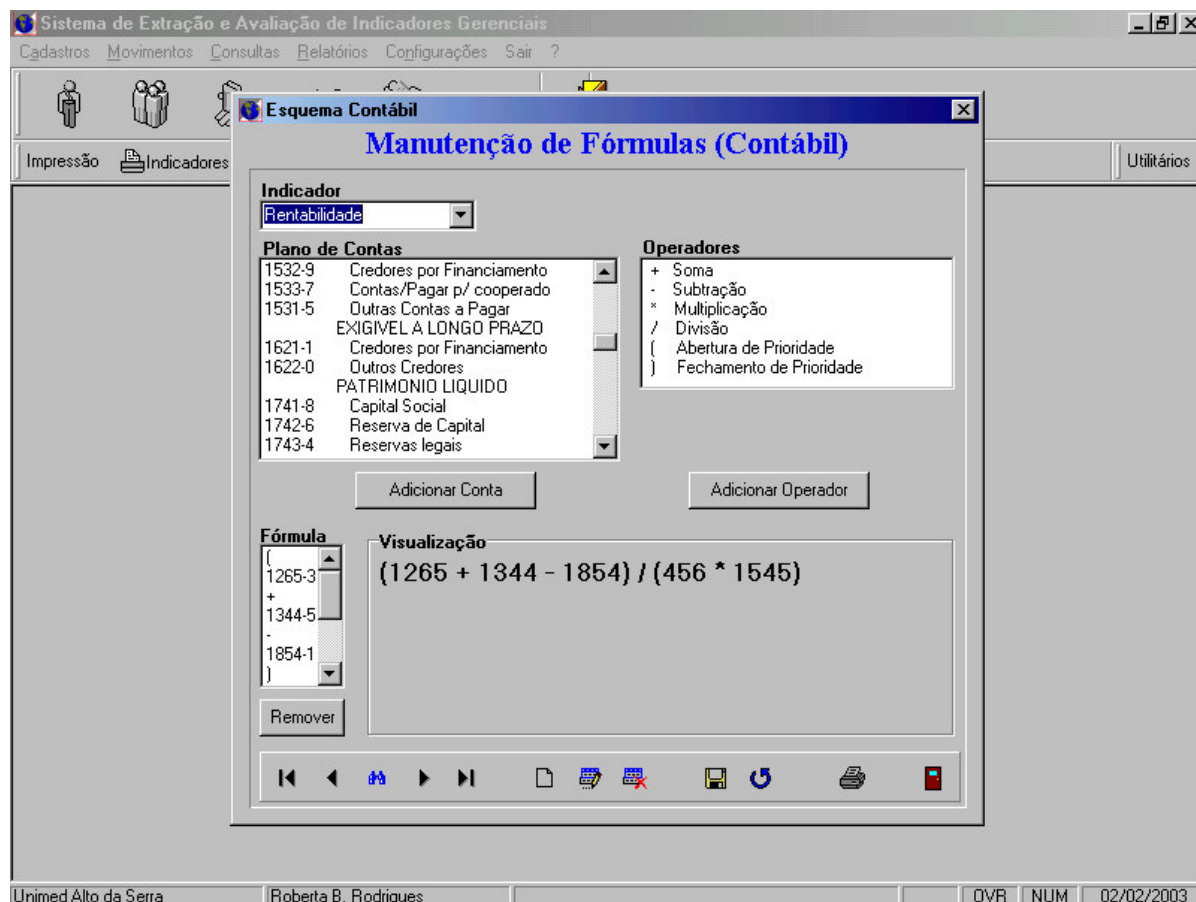 Sistema de Extração e Avaliação de Indicadores Gerenciais
Cadastros Movimentos Consultas Relatórios Configurações Sair ?
Esquema Contábil
Manutenção de Fórmulas (Contábil)
Impressão Indicadores Utilitários
Indicador
Rentabilidade
Plano de Contas
1532-9 Credores por Financiamento
1533-7 Contas/Pagar p/ cooperado
1531-5 Outras Contas a Pagar
EXIGIVEL A LONGO PRAZO
1621-1 Credores por Financiamento
1622-0 Outros Credores
PATRIMONIO LIQUIDO
1741-8 Capital Social
1742-6 Reserva de Capital
1743-4 Reservas legais
Operadores
+ Soma
- Subtração
* Multiplicação
/ Divisão
( Abertura de Prioridade
) Fechamento de Prioridade
Adicionar Conta
Adicionar Operador
Fórmula
(
1265-3
+
1344-5
-
1854-1
)
Visualização
(1265 + 1344 - 1854) / (456 * 1545)
Remover
Unimed Alto da Serra Roberta B. Rodrigues OVR NUM 02/02/2003